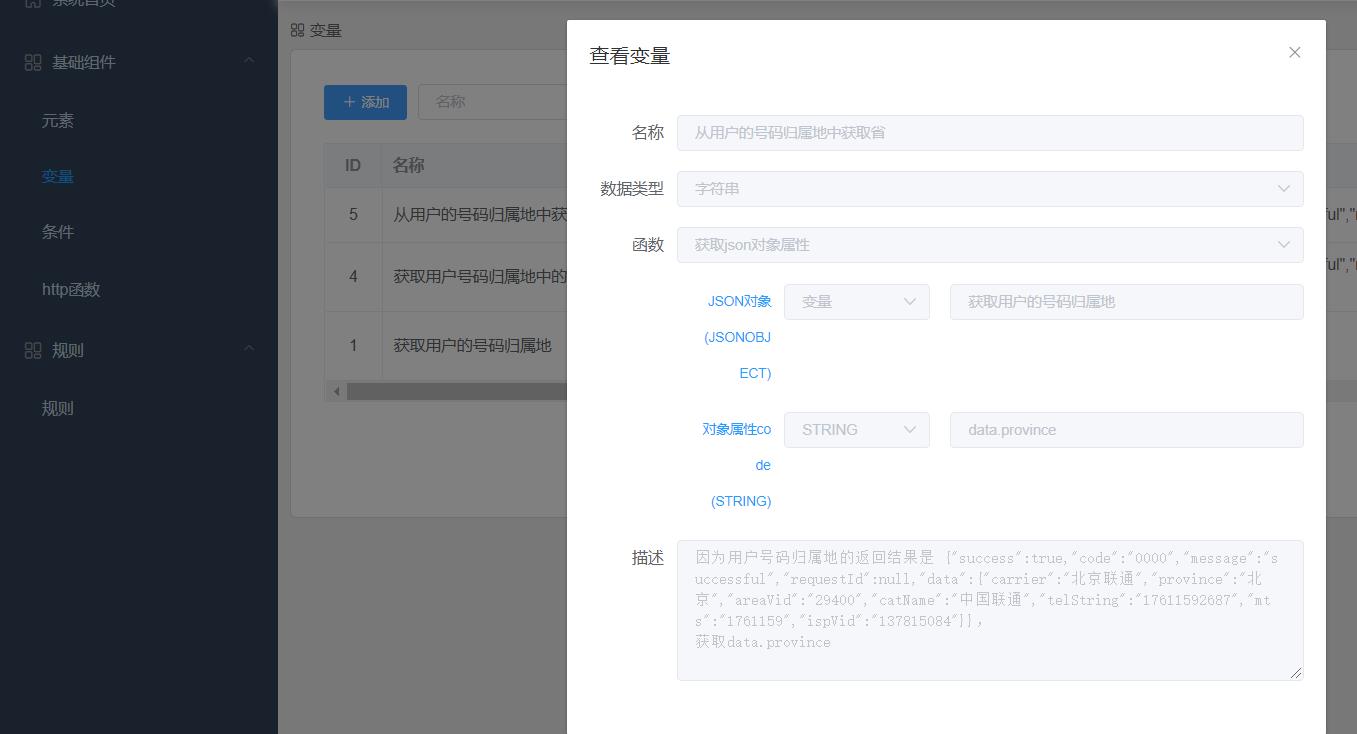 系统首页
基础组件
元素
变量
条件
http函数
规则
规则
变量
添加
名称
ID
名称
5
从用户的号码归属地中获
4
获取用户号码归属地中的
1
获取用户的号码归属地
查看变量
名称
从用户的号码归属地中获取省
数据类型
字符串
函数
获取json对象属性
JSON对象
(JSONOBJ
ECT)
变量
获取用户的号码归属地
对象属性co
de
(STRING)
STRING
data.province
描述
因为用户号码归属地的返回结果是 {"success":true,"code":"0000","message":"s
uccessful","requestId":null,"data":{"carrier":"北京联通","province":"北
京","areaVid":"29400","catName":"中国联通","telString":"17611592687","mt
s":"1761159","ispVid":"137815084"}},
获取data.province
ful","
ful","